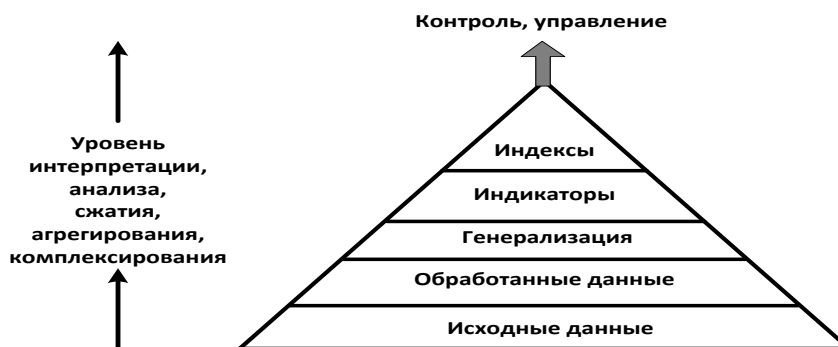 Контроль, управление
Уровень
интерпретации,
анализа,
сжатия,
агрегирования,
комплексирования
Индексы
Индикаторы
Генерализация
Обработанные данные
Исходные данные